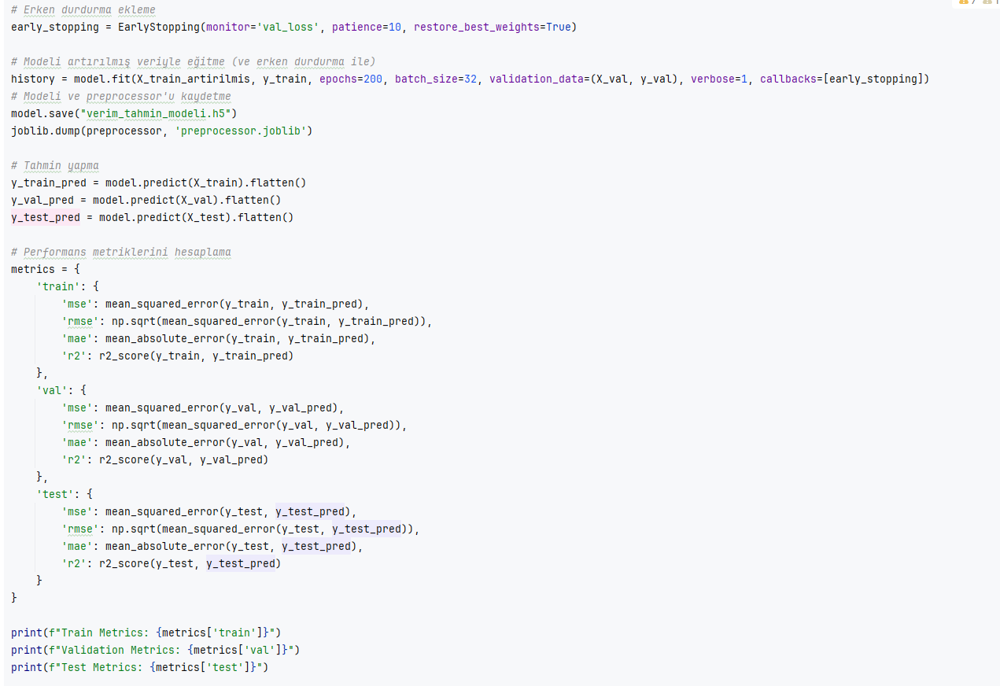 # Erken durdurma ekleme
early_stopping = EarlyStopping(monitor='val_loss', patience=10, restore_best_weights=True)
# Modeli artırılmış veriyle eğitme (ve erken durdurma ile)
history = model.fit(X_train_artirilmis, y_train, epochs=200, batch_size=32, validation_data=(X_val, y_val), verbose=1, callbacks=[early_stopping])
# Modeli ve preprocessor'u kaydetme
model.save("verim_tahmin_modeli.h5")
joblib.dump(preprocessor, 'preprocessor.joblib')
# Tahmin yapma
y_train_pred = model.predict(X_train).flatten()
y_val_pred = model.predict(X_val).flatten()
y_test_pred = model.predict(X_test).flatten()
# Performans metriklerini hesaplama
metrics = {
    'train': {
        'mse': mean_squared_error(y_train, y_train_pred),
        'rmse': np.sqrt(mean_squared_error(y_train, y_train_pred)),
        'mae': mean_absolute_error(y_train, y_train_pred),
        'r2': r2_score(y_train, y_train_pred)
    },
    'val': {
        'mse': mean_squared_error(y_val, y_val_pred),
        'rmse': np.sqrt(mean_squared_error(y_val, y_val_pred)),
        'mae': mean_absolute_error(y_val, y_val_pred),
        'r2': r2_score(y_val, y_val_pred)
    },
    'test': {
        'mse': mean_squared_error(y_test, y_test_pred),
        'rmse': np.sqrt(mean_squared_error(y_test, y_test_pred)),
        'mae': mean_absolute_error(y_test, y_test_pred),
        'r2': r2_score(y_test, y_test_pred)
    }
}
print(f"Train Metrics: {metrics['train']}")
print(f"Validation Metrics: {metrics['val']}")
print(f"Test Metrics: {metrics['test']}")